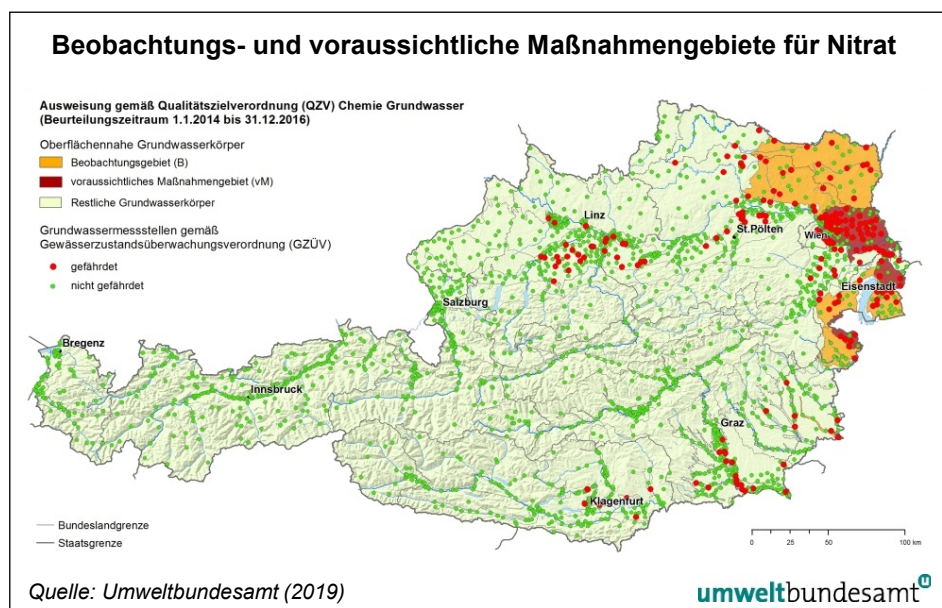 Beobachtungs- und voraussichtliche Maßnahmengebiete für Nitrat
Ausweisung gemäß Qualitätszielverordnung (QZV) Chemie Grundwasser
(Beurteilungszeitraum 1.1.2014 bis 31.12.2016)
Oberflächennahe Grundwasserkörper
Beobachtungsgebiet (B)
voraussichtliches Maßnahmengebiet (vM)
Restliche Grundwasserkörper
Grundwassermessstellen gemäß
Gewässerzustandsüberwachungsverordnung (GZÜV)
gefährdet
nicht gefährdet
Linz
St.Pölten
Wien
Eisenstadt
Salzburg
Bregenz
Innsbruck
Graz
Klagenfurt
Bundeslandgrenze
Staatsgrenze
0 25 50 100 km
Quelle: Umweltbundesamt (2019)
umweltbundesamt
u